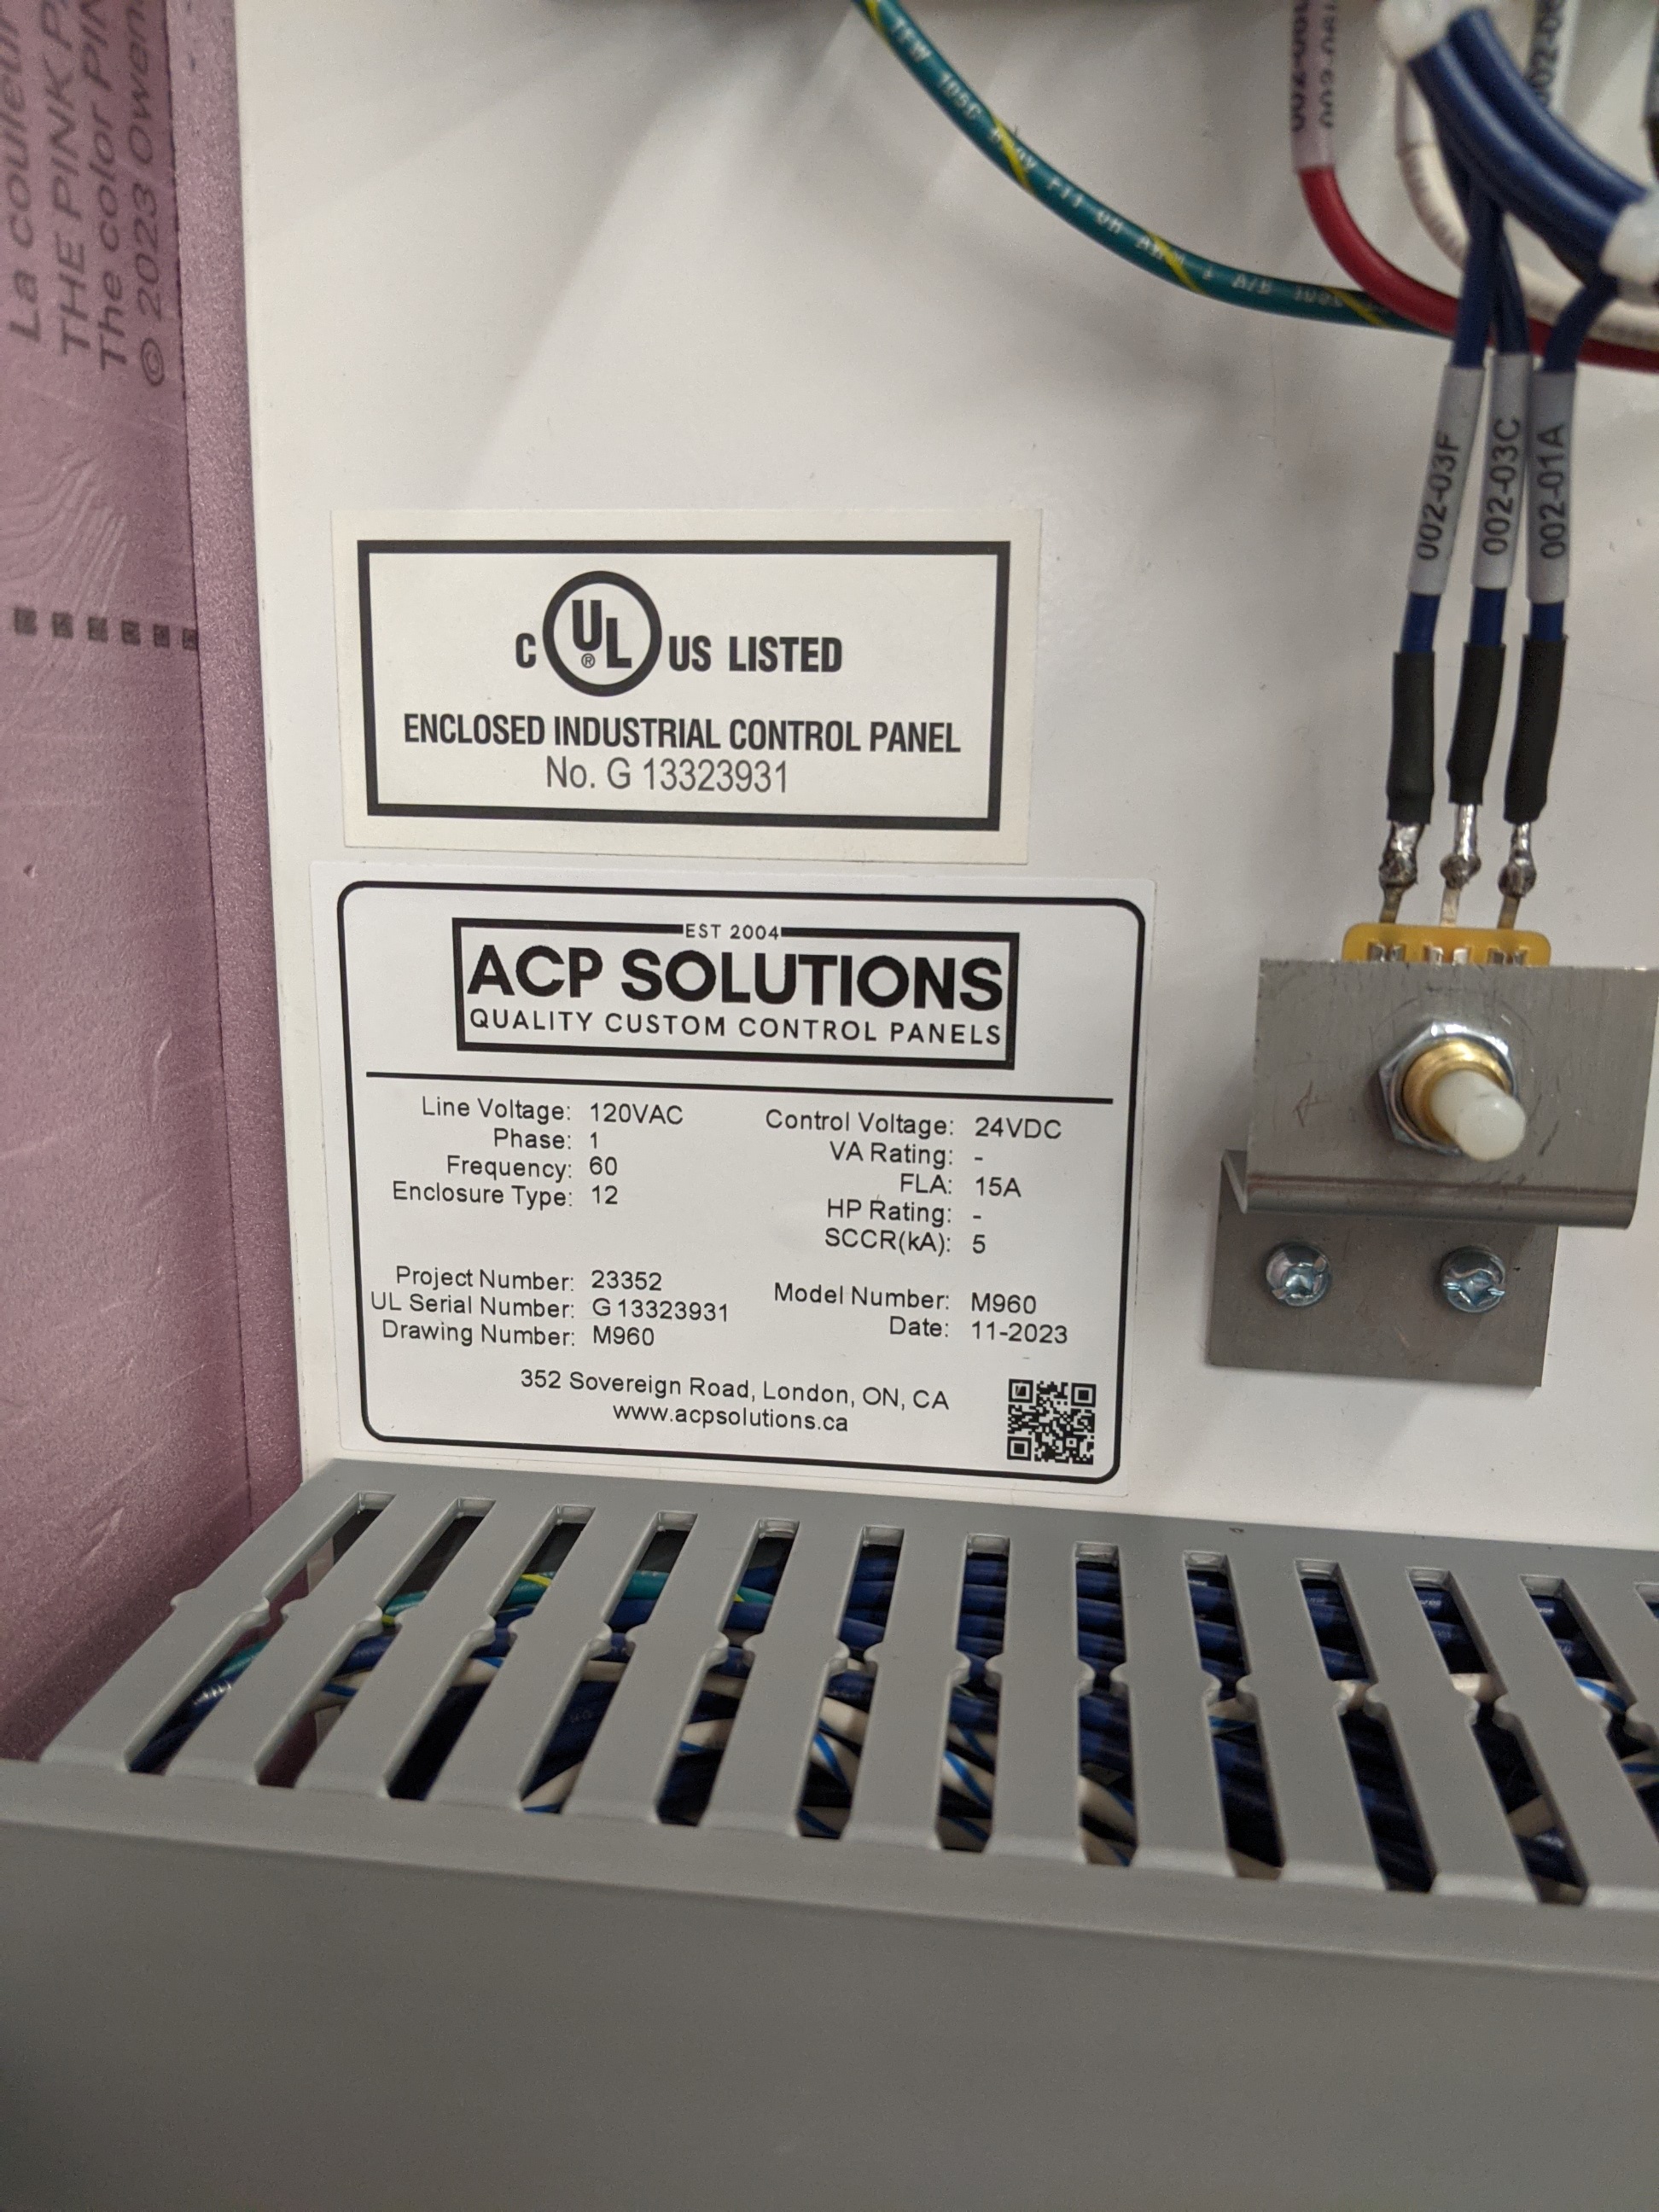 La couleur
THE PINK
The color PIN
© 2023 Owen
105C
002-03F
002-03C
002-01A
C UL® US LISTED
ENCLOSED INDUSTRIAL CONTROL PANEL
No. G 13323931
EST 2004
ACP SOLUTIONS
QUALITY CUSTOM CONTROL PANELS
Line Voltage: 120VAC
Phase: 1
Frequency: 60
Enclosure Type: 12
Control Voltage: 24VDC
VA Rating: -
FLA: 15A
HP Rating: -
SCCR(kA): 5
Project Number: 23352
UL Serial Number: G 13323931
Drawing Number: M960
Model Number: M960
Date: 11-2023
352 Sovereign Road, London, ON, CA
www.acpsolutions.ca